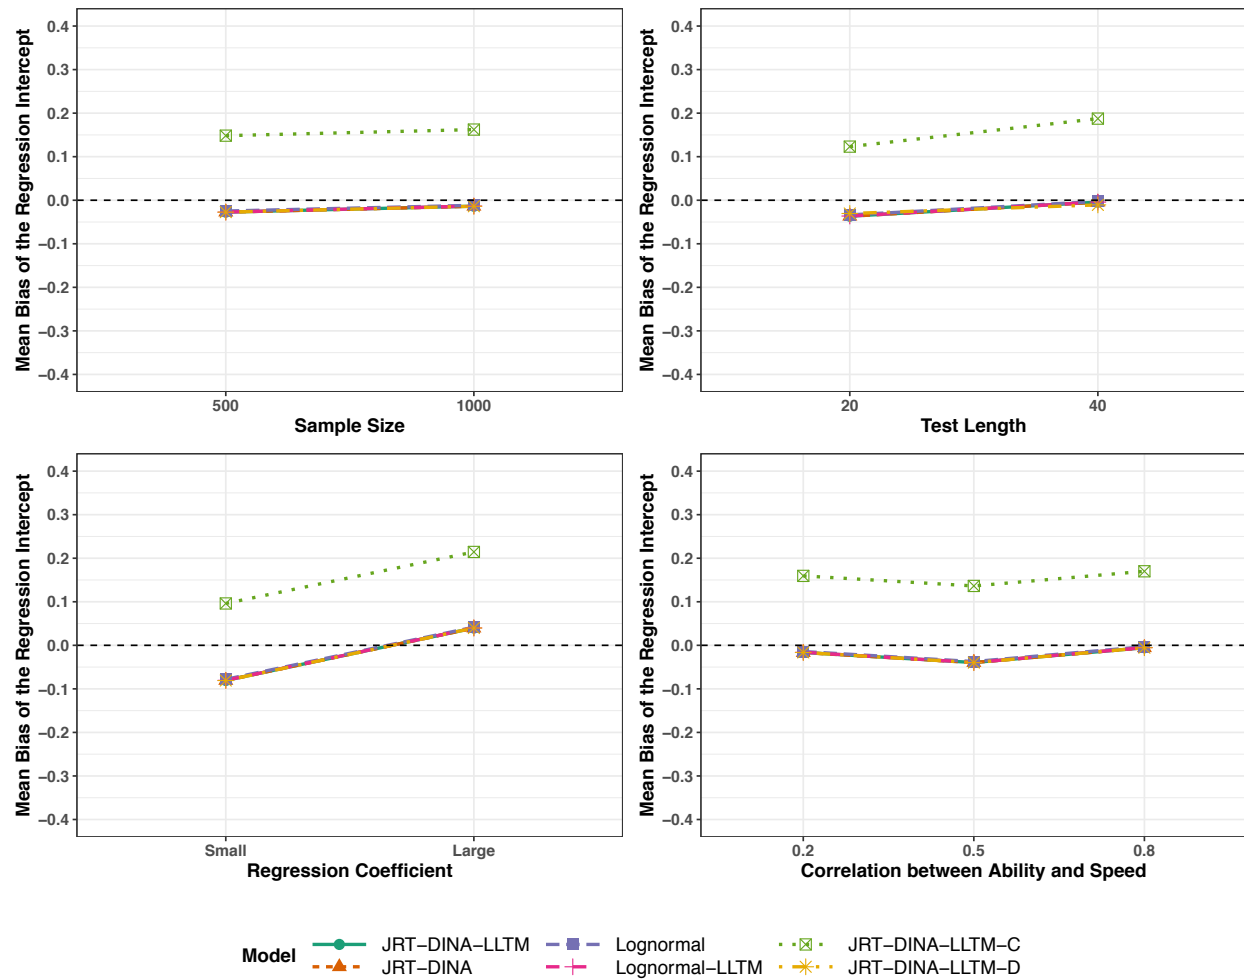 Mean Bias of the Regression Intercept
0.4
0.3
0.2
0.1
0.0
−0.1
−0.2
−0.3
−0.4
500 1000
Sample Size
Mean Bias of the Regression Intercept
0.4
0.3
0.2
0.1
0.0
−0.1
−0.2
−0.3
−0.4
20 40
Test Length
Mean Bias of the Regression Intercept
0.4
0.3
0.2
0.1
0.0
−0.1
−0.2
−0.3
−0.4
Small Large
Regression Coefficient
Mean Bias of the Regression Intercept
0.4
0.3
0.2
0.1
0.0
−0.1
−0.2
−0.3
−0.4
0.2 0.5 0.8
Correlation between Ability and Speed
Model
JRT−DINA−LLTM Lognormal JRT−DINA−LLTM−C
JRT−DINA Lognormal−LLTM JRT−DINA−LLTM−D